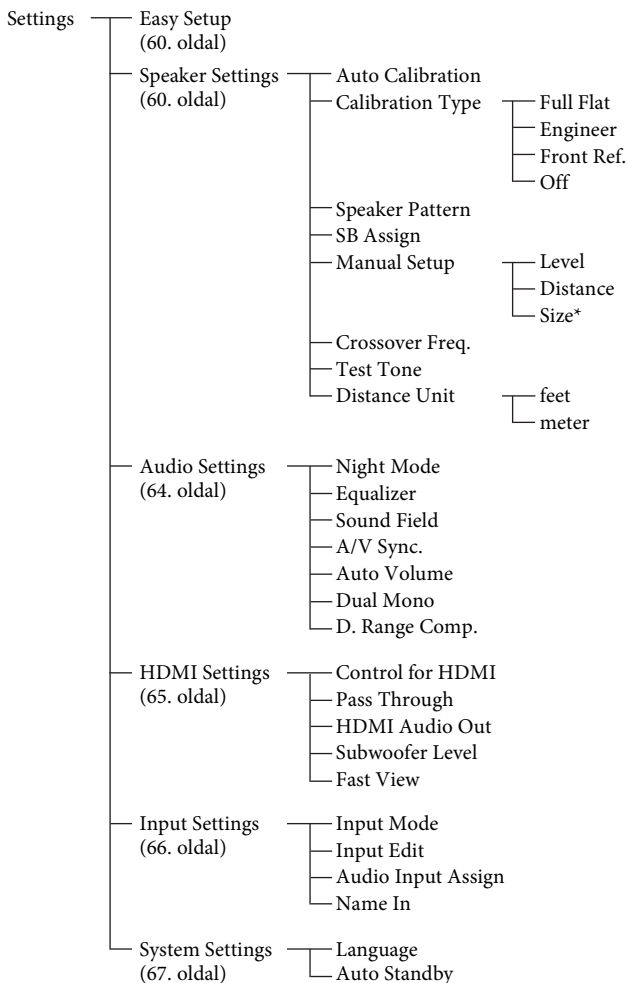 Settings Easy Setup
(60. oldal)
Speaker Settings Auto Calibration
(60. oldal) Calibration Type Full Flat
Engineer
Front Ref.
Off
Speaker Pattern
SB Assign
Manual Setup Level
Distance
Size*
Crossover Freq.
Test Tone
Distance Unit feet
meter
Audio Settings Night Mode
(64. oldal) Equalizer
Sound Field
A/V Sync.
Auto Volume
Dual Mono
D. Range Comp.
HDMI Settings Control for HDMI
(65. oldal) Pass Through
HDMI Audio Out
Subwoofer Level
Fast View
Input Settings Input Mode
(66. oldal) Input Edit
Audio Input Assign
Name In
System Settings Language
(67. oldal) Auto Standby